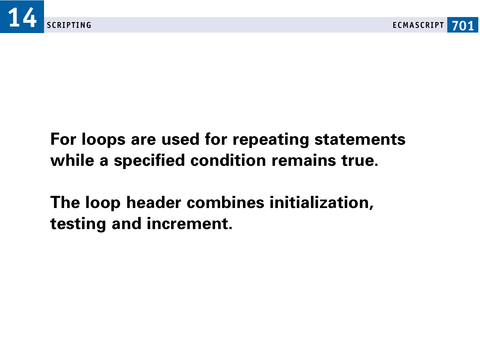 14
SCRIPTING
ECMASCRIPT 701
For loops are used for repeating statements
while a specified condition remains true.
The loop header combines initialization,
testing and increment.